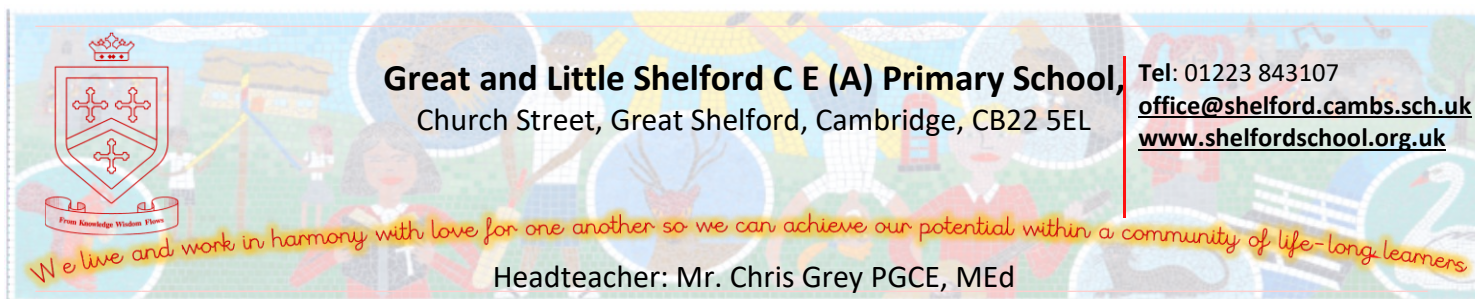 Great and Little Shelford C E (A) Primary School,
Church Street, Great Shelford, Cambridge, CB22 5EL
Tel: 01223 843107
office@shelford.cambs.sch.uk
www.shelfordschool.org.uk
From Knowledge Wisdom Flows
We live and work in harmony with love for one another so we can achieve our potential within a community of life-long learners
Headteacher: Mr. Chris Grey PGCE, MEd